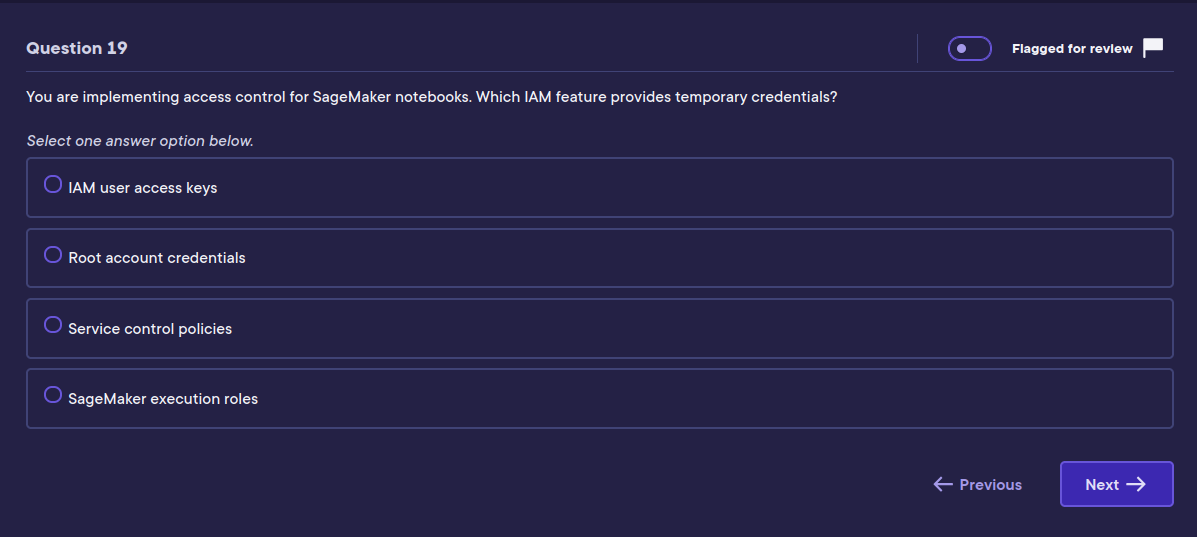 Question 19
Flagged for review
You are implementing access control for SageMaker notebooks. Which IAM feature provides temporary credentials?
Select one answer option below.
IAM user access keys
Root account credentials
Service control policies
SageMaker execution roles
Previous
Next